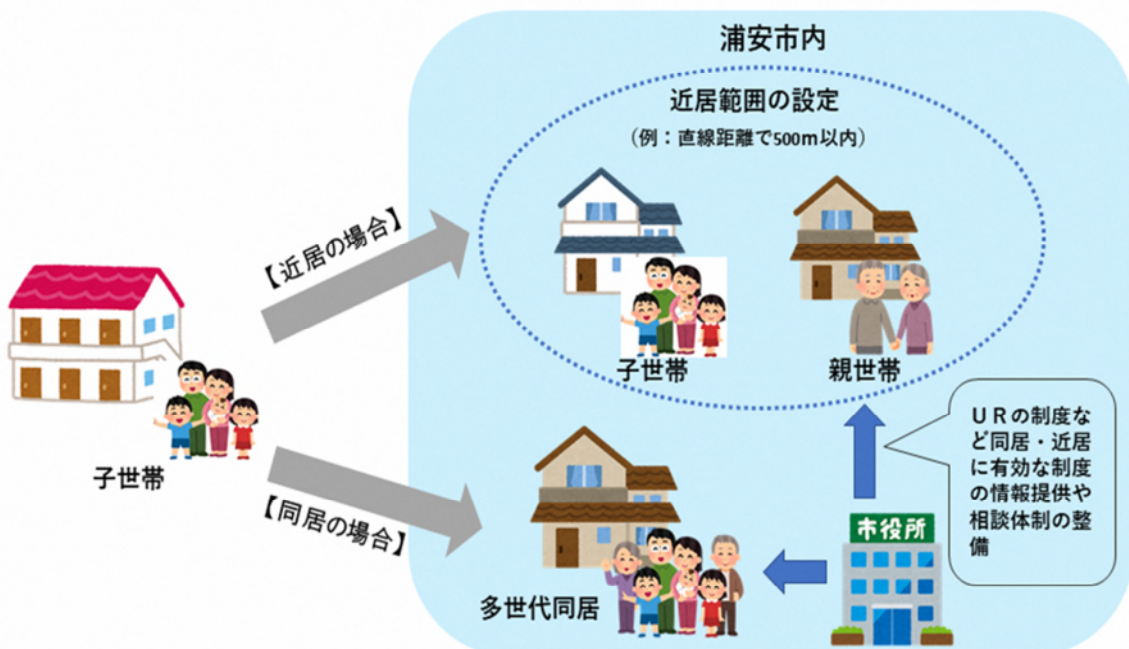 浦安市内
近居範囲の設定
（例：直線距離で500m以内）
【近居の場合】
子世帯
親世帯
子世帯
【同居の場合】
多世代同居
ＵＲの制度な
ど同居・近居
に有効な制度
の情報提供や
相談体制の整
備
市役所